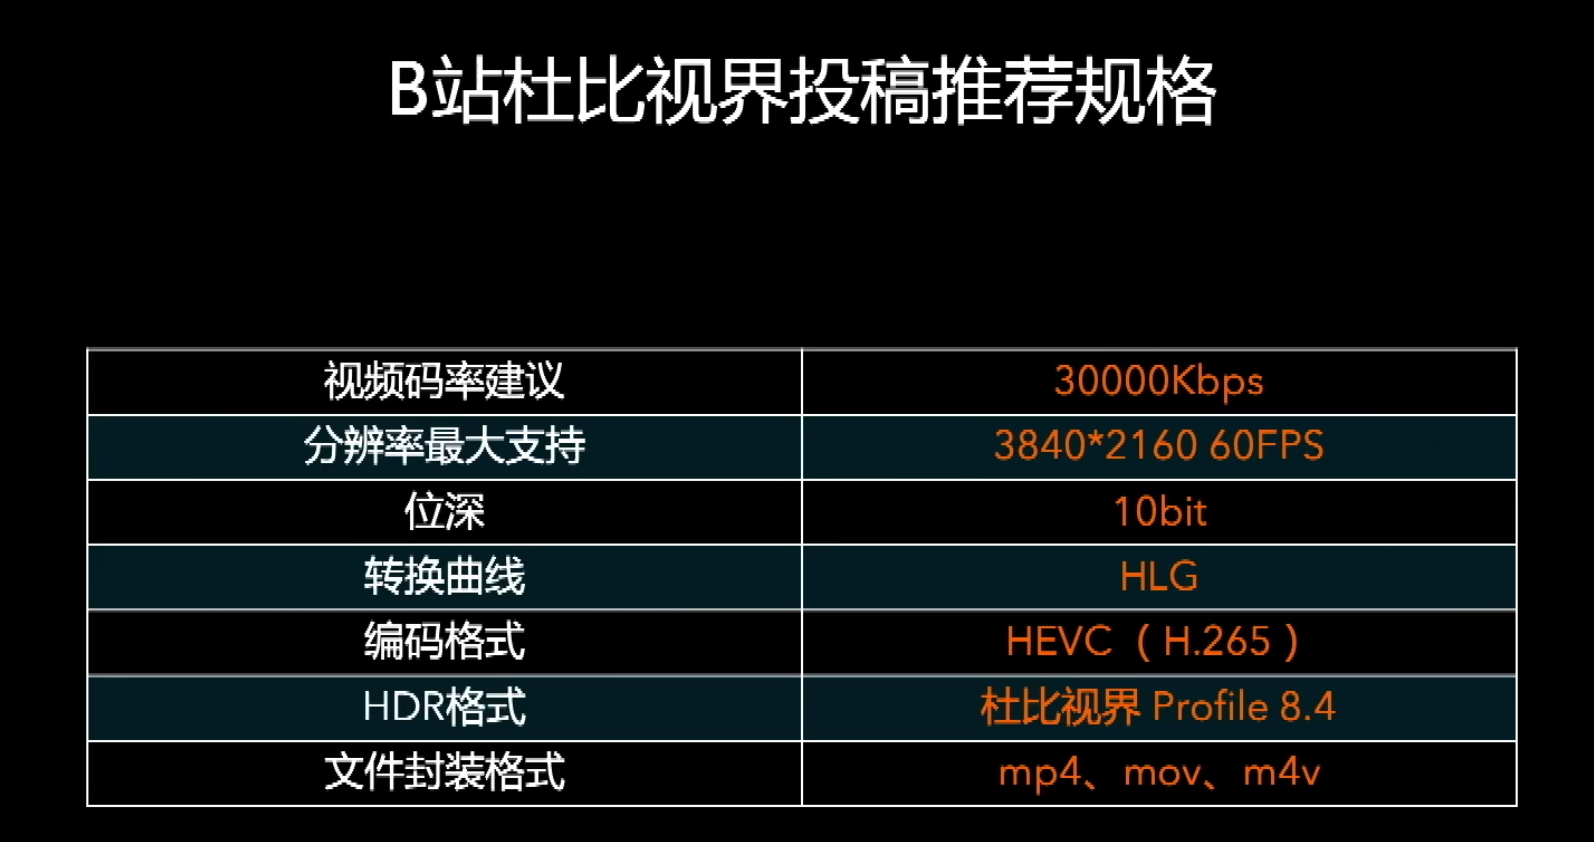 B站杜比视界投稿推荐规格
视频码率建议 30000Kbps
分辨率最大支持 3840*2160 60FPS
位深 10bit
转换曲线 HLG
编码格式 HEVC（H.265）
HDR格式 杜比视界 Profile 8.4
文件封装格式 mp4、mov、m4v